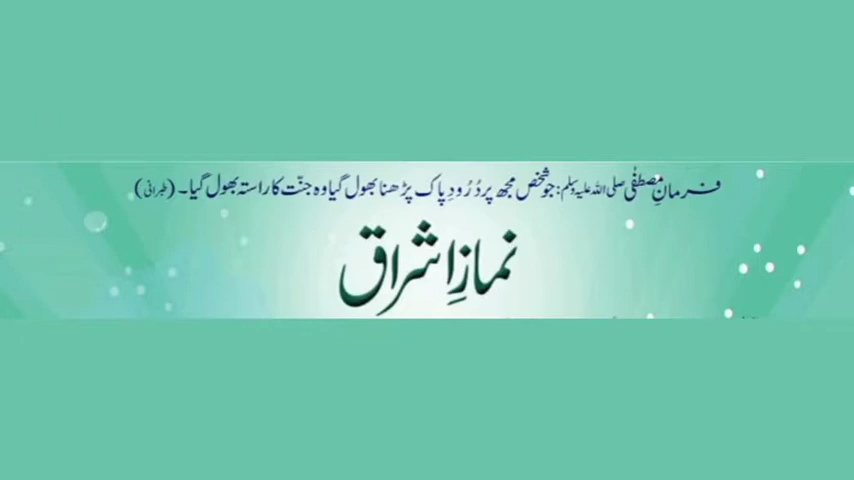 فرمانِ مصطفٰی صلی اللہ علیہ وسلم: جو شخص مجھ پر دُرُودِ پاک پڑھنا بھول گیا وہ جنّت کا راستہ بھول گیا۔ (طبرانی)
نمازِ اشراق